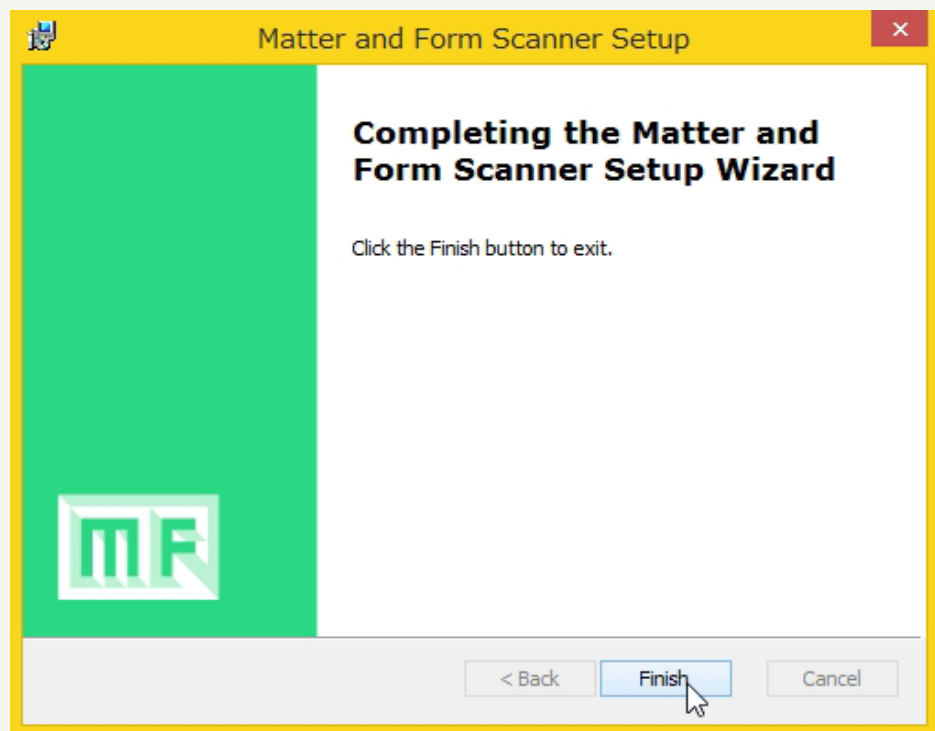 Matter and Form Scanner Setup
Completing the Matter and
Form Scanner Setup Wizard
Click the Finish button to exit.
MF
< Back
Finish
Cancel